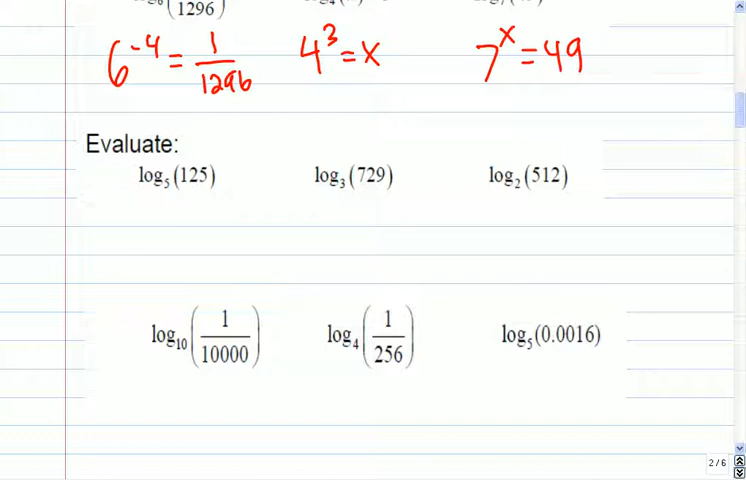 1296
6^-4 = 1/1296    4^3 = x    7^x = 49
Evaluate:
log₅(125)    log₃(729)    log₂(512)
log₁₀(1/10000)    log₄(1/256)    log₅(0.0016)
2/6